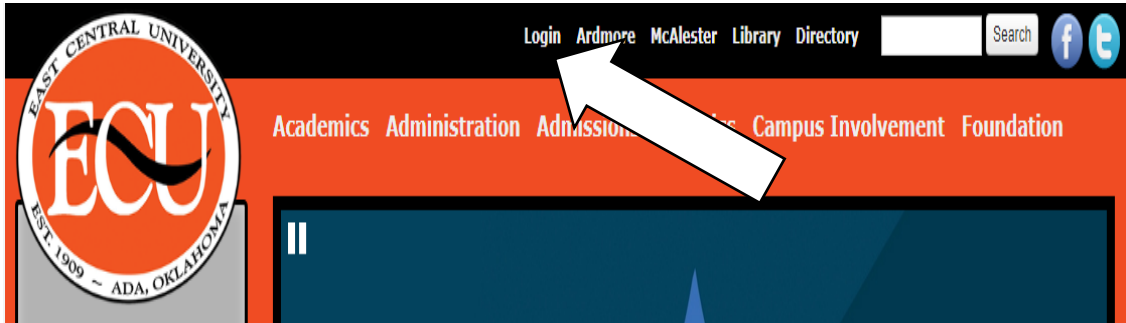 Login Ardmore McAlester Library Directory Search f t
EAST CENTRAL UNIVERSITY
ECU
EST. 1909 ~ ADA, OKLAHOMA
Academics Administration Admissions Campus Involvement Foundation